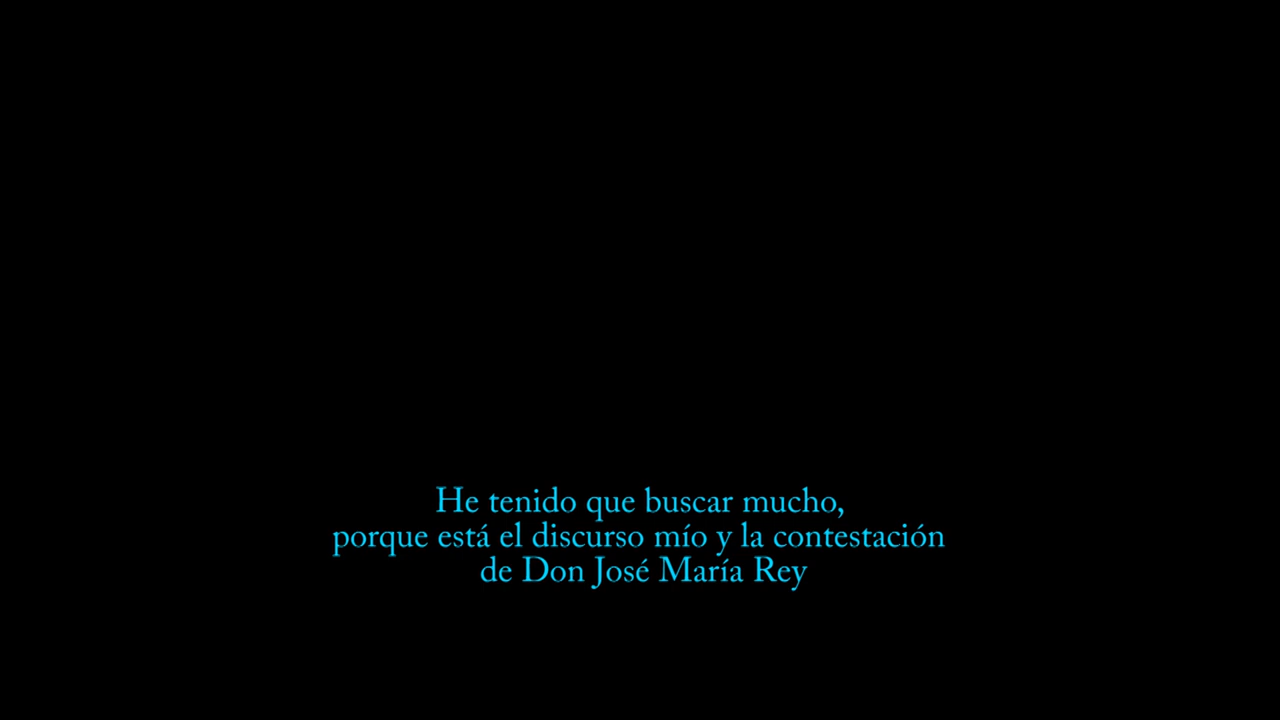 He tenido que buscar mucho,
porque está el discurso mío y la contestación
de Don José María Rey